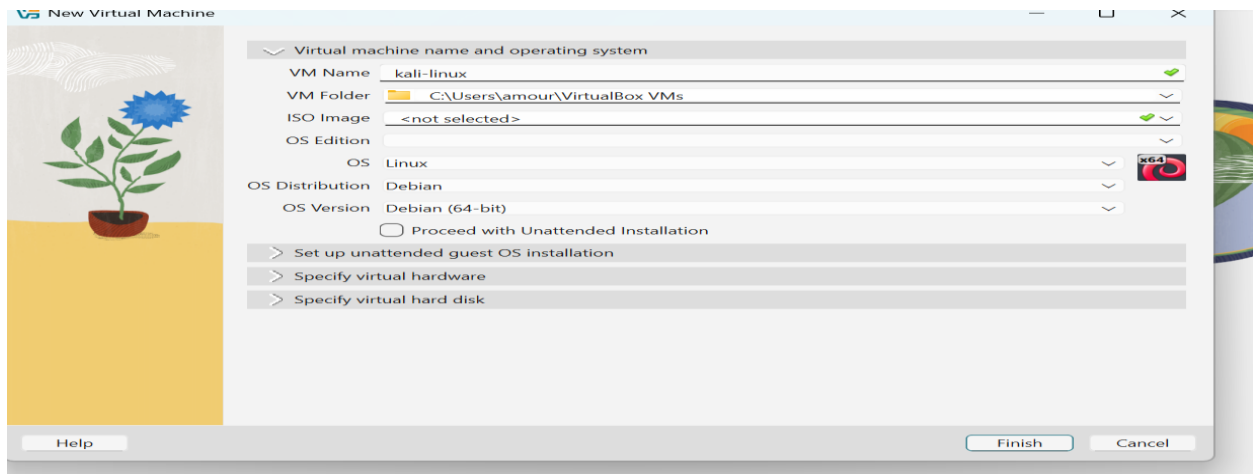 New Virtual Machine
Virtual machine name and operating system
VM Name kali-linux
VM Folder C:\Users\amour\VirtualBox VMs
ISO Image <not selected>
OS Edition
OS Linux
x64
OS Distribution Debian
OS Version Debian (64-bit)
Proceed with Unattended Installation
Set up unattended guest OS installation
Specify virtual hardware
Specify virtual hard disk
Help Finish Cancel